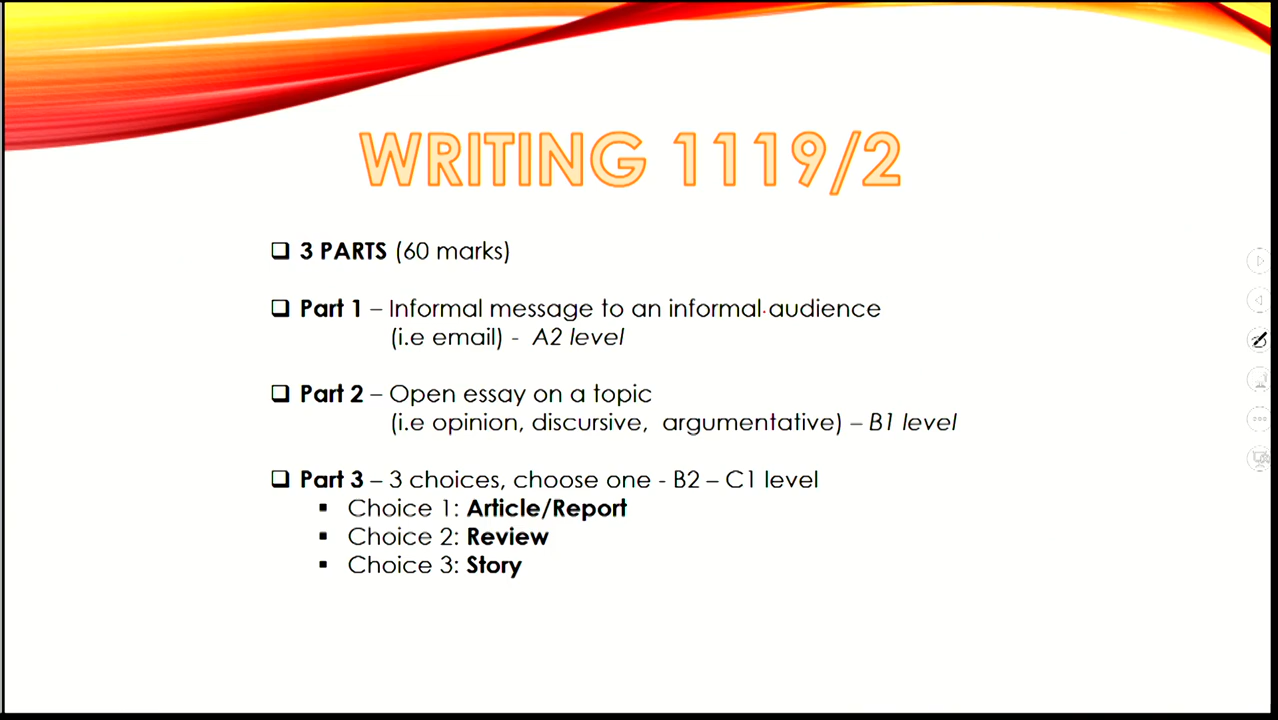 WRITING 1119/2
❑ 3 PARTS (60 marks)
❑ Part 1 – Informal message to an informal audience
(i.e email) - A2 level
❑ Part 2 – Open essay on a topic
(i.e opinion, discursive, argumentative) – B1 level
❑ Part 3 – 3 choices, choose one - B2 – C1 level
▪ Choice 1: Article/Report
▪ Choice 2: Review
▪ Choice 3: Story